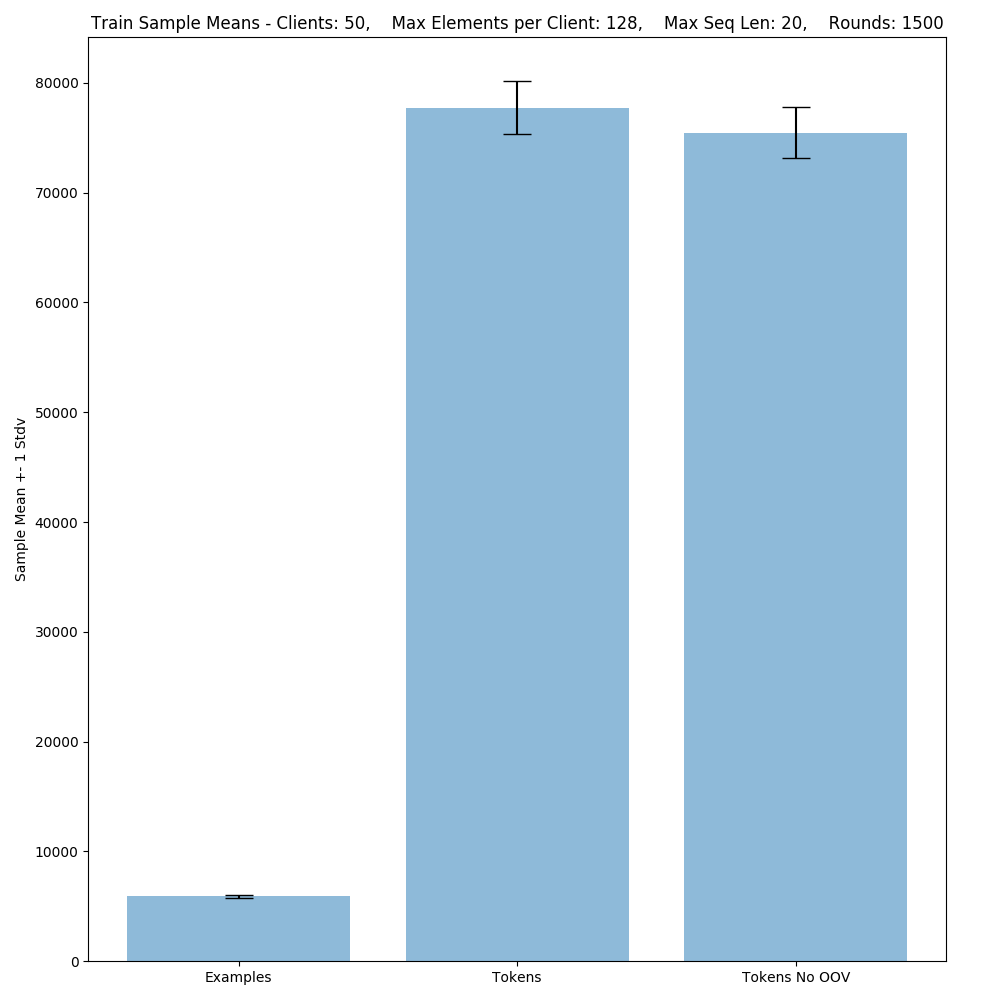 Train Sample Means - Clients: 50,    Max Elements per Client: 128,    Max Seq Len: 20,    Rounds: 1500
Sample Mean +- 1 Stdv
80000
70000
60000
50000
40000
30000
20000
10000
0
Examples
Tokens
Tokens No OOV